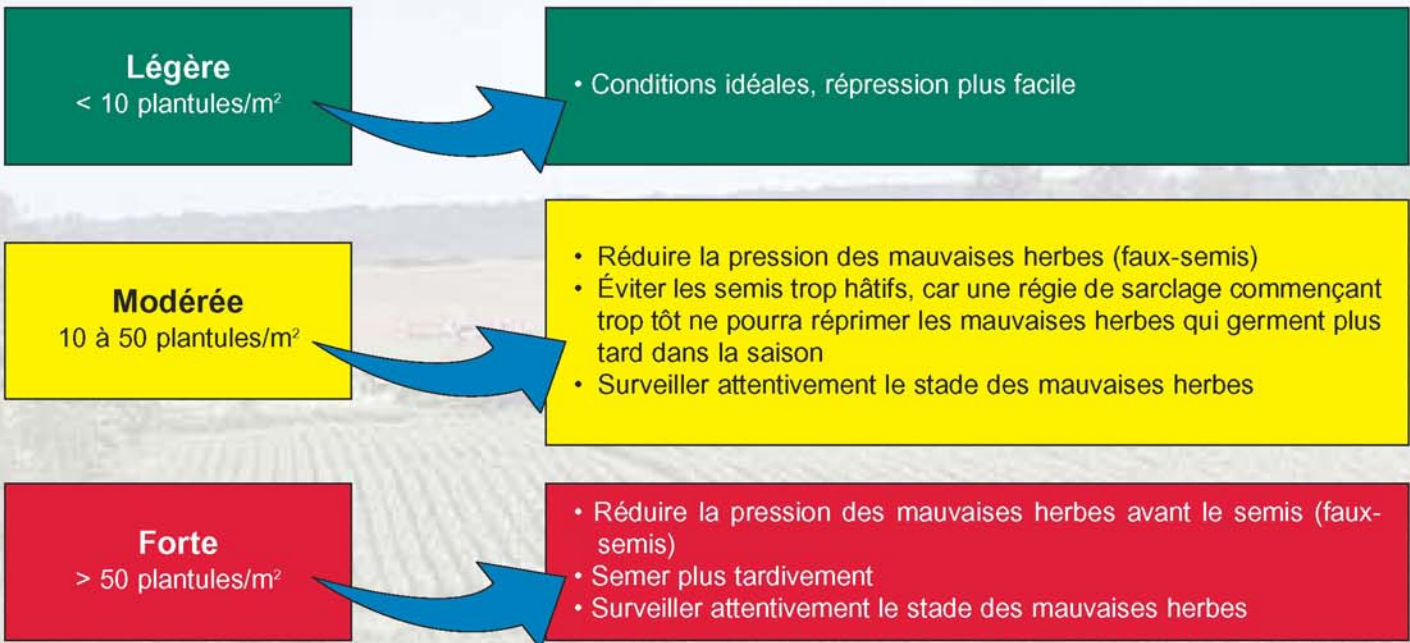 Légère
< 10 plantules/m²
• Conditions idéales, répression plus facile
Modérée
10 à 50 plantules/m²
• Réduire la pression des mauvaises herbes (faux-semis)
• Éviter les semis trop hâtifs, car une régie de sarclage commençant
trop tôt ne pourra réprimer les mauvaises herbes qui germent plus
tard dans la saison
• Surveiller attentivement le stade des mauvaises herbes
Forte
> 50 plantules/m²
• Réduire la pression des mauvaises herbes avant le semis (faux-
semis)
• Semer plus tardivement
• Surveiller attentivement le stade des mauvaises herbes